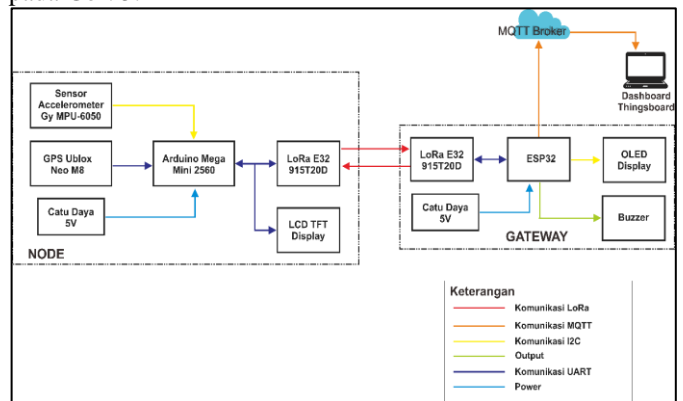 MQTT Broker
Dashboard
Thingsboard
Sensor
Accelerometer
Gy MPU-6050
GPS Ublox
Neo M8
Catu Daya
5V
Arduino Mega
Mini 2560
LoRa E32
915T20D
LCD TFT
Display
NODE
LoRa E32
915T20D
ESP32
OLED
Display
Catu Daya
5V
Buzzer
GATEWAY
Keterangan
Komunikasi LoRa
Komunikasi MQTT
Komunikasi I2C
Output
Komunikasi UART
Power